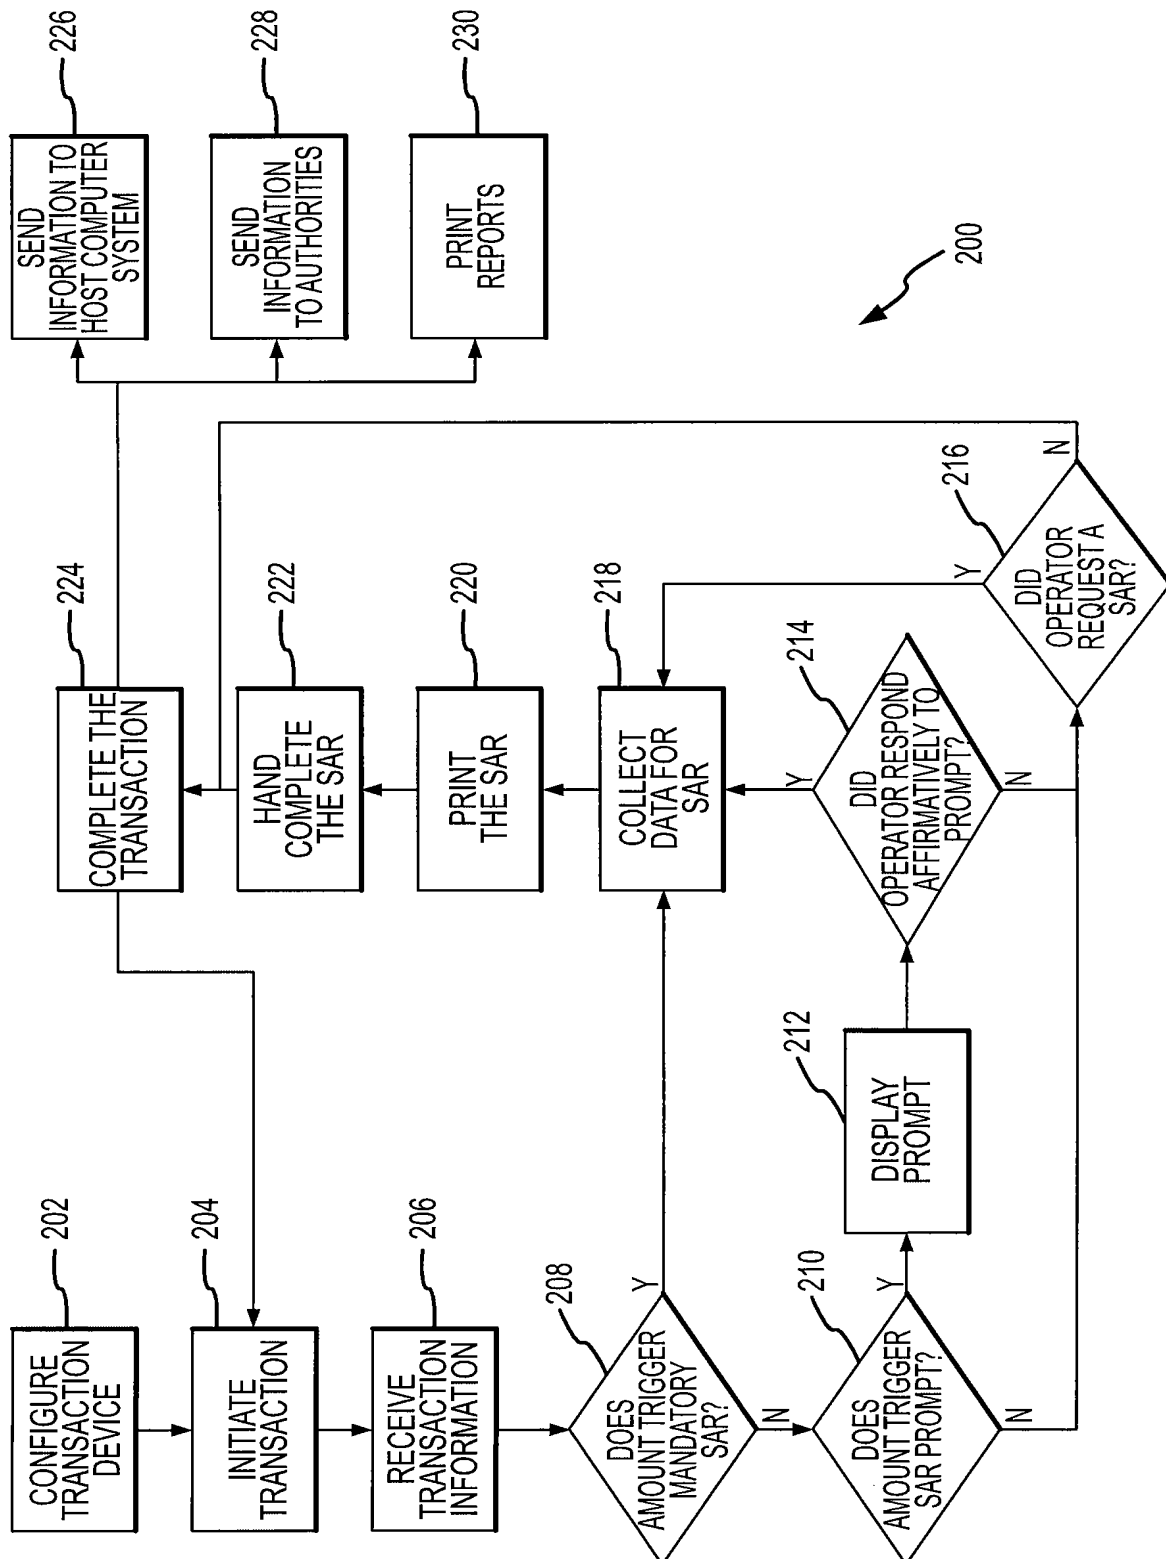 202
CONFIGURE
TRANSACTION
DEVICE
204
INITIATE
TRANSACTION
206
RECEIVE
TRANSACTION
INFORMATION
208
DOES
AMOUNT TRIGGER
MANDATORY
SAR?
Y
N
210
DOES
AMOUNT TRIGGER
SAR PROMPT?
Y
N
212
DISPLAY
PROMPT
214
DID
OPERATOR RESPOND
AFFIRMATIVELY TO
PROMPT?
Y
N
216
DID
OPERATOR
REQUEST A
SAR?
Y
N
218
COLLECT
DATA FOR
SAR
220
PRINT
THE SAR
222
HAND
COMPLETE
THE SAR
224
COMPLETE THE
TRANSACTION
226
SEND
INFORMATION TO
HOST COMPUTER
SYSTEM
228
SEND
INFORMATION
TO AUTHORITIES
230
PRINT
REPORTS
200